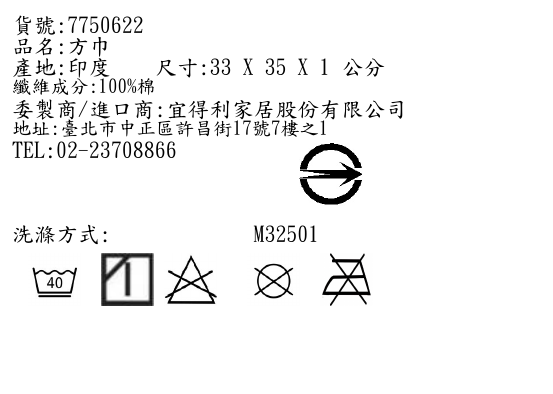 貨號:7750622
品名:方巾
產地:印度 尺寸:33 X 35 X 1 公分
纖維成分:100%棉
委製商/進口商:宜得利家居股份有限公司
地址:臺北市中正區許昌街17號7樓之1
TEL:02-23708866
洗滌方式: M32501
40